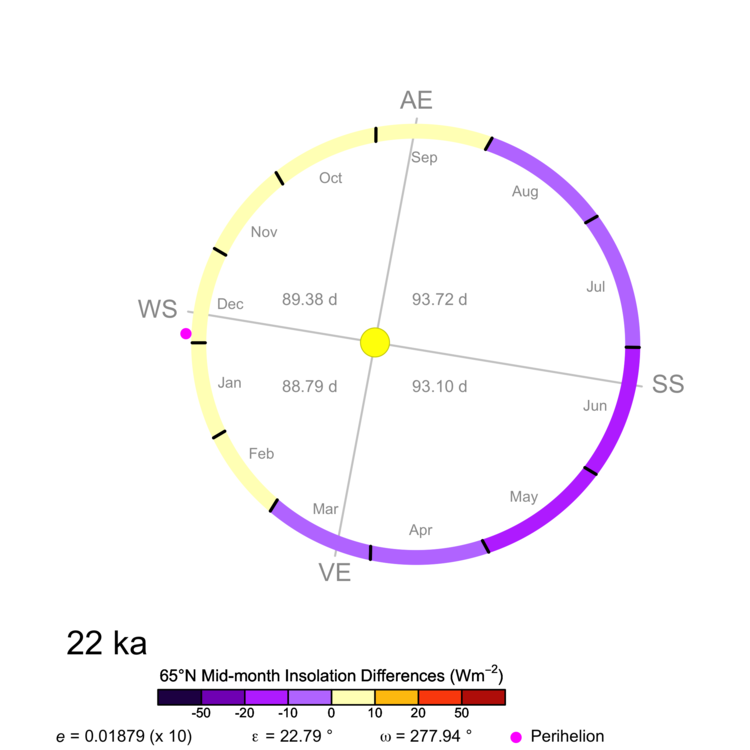 AE
Sep
Oct
Aug
Nov
Jul
WS
Dec
89.38 d
93.72 d
Jan
88.79 d
93.10 d
SS
Jun
Feb
May
Mar
Apr
VE
22 ka
65°N Mid-month Insolation Differences (Wm⁻²)
-50 -20 -10 0 10 20 50
e = 0.01879 (x 10) ε = 22.79 ° ω = 277.94 ° Perihelion